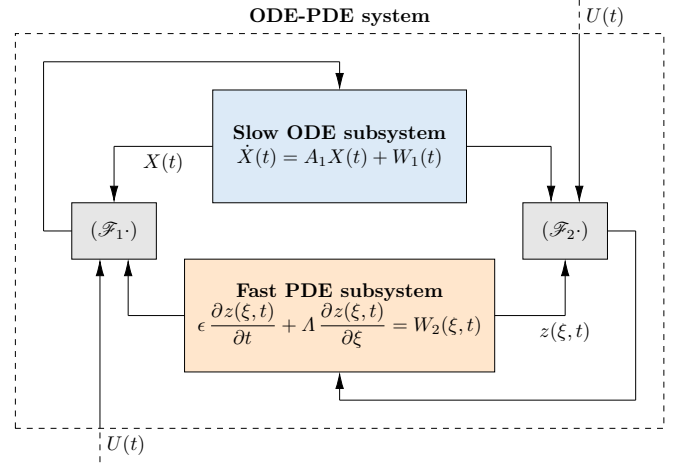 ODE-PDE system
U(t)
Slow ODE subsystem
Ẋ(t) = A₁X(t) + W₁(t)
X(t)
(ℱ₁·)
(ℱ₂·)
Fast PDE subsystem
ϵ ∂z(ξ, t)/∂t + Λ ∂z(ξ, t)/∂ξ = W₂(ξ, t)
z(ξ, t)
U(t)